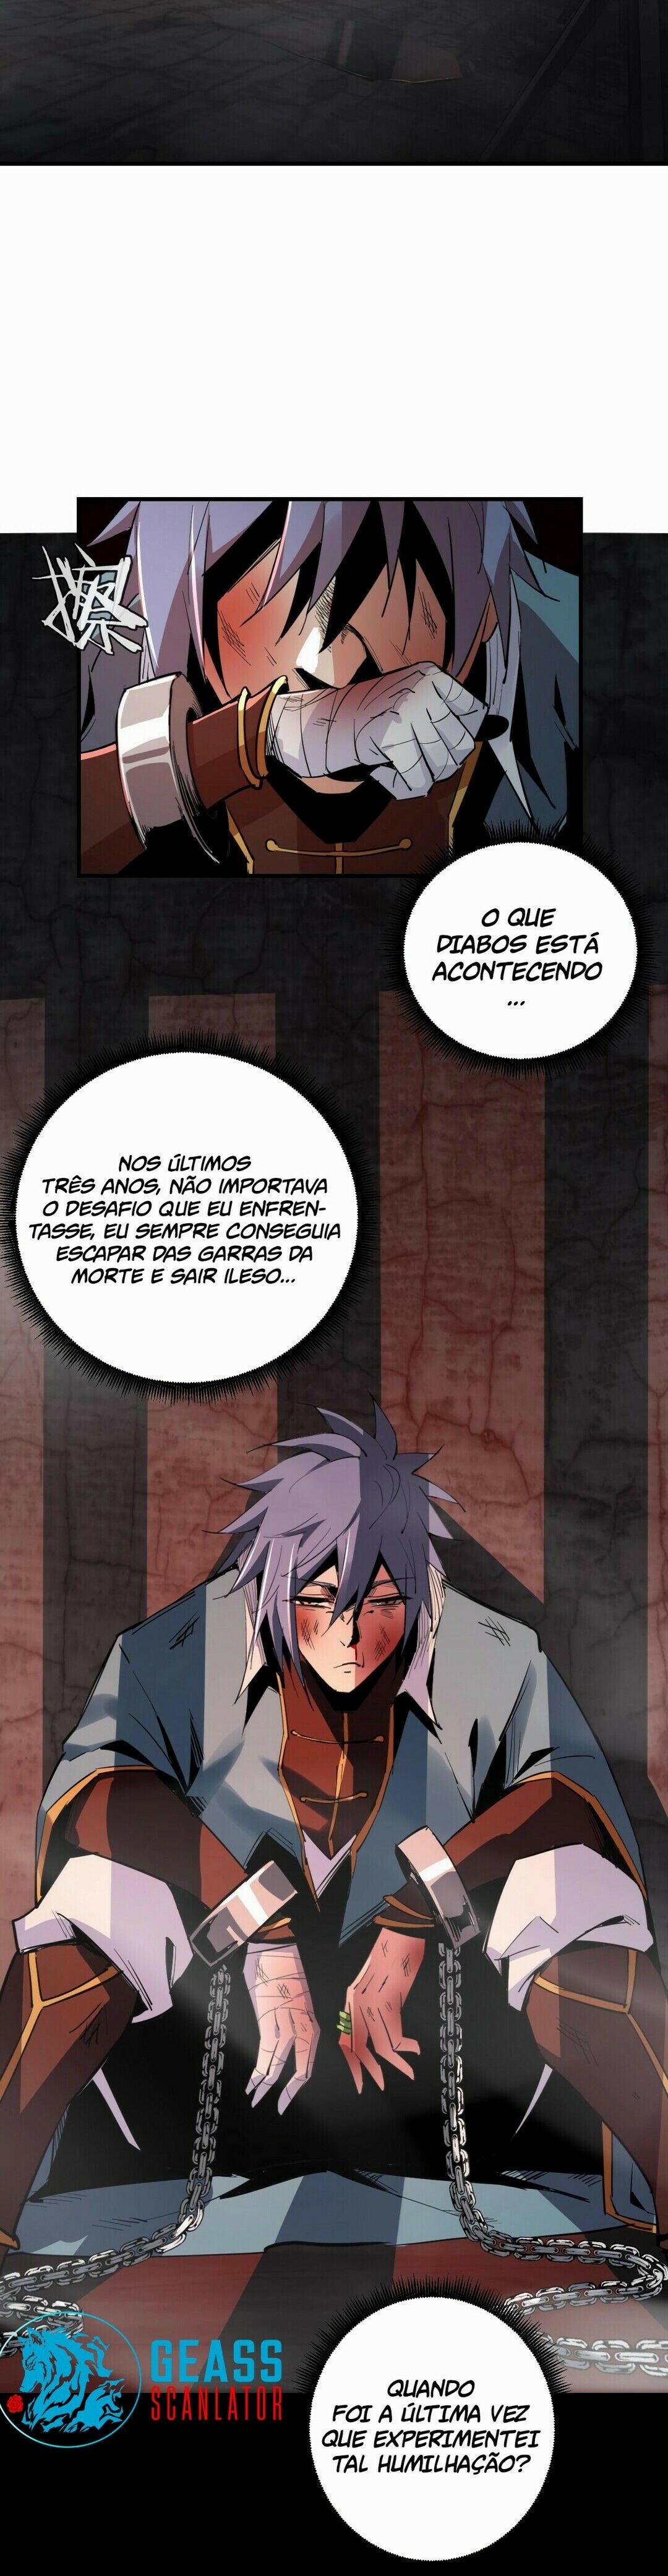 擦
O QUE
DIABOS ESTÁ
ACONTECENDO
...
NOS ÚLTIMOS
TRÊS ANOS, NÃO IMPORTAVA
O DESAFIO QUE EU ENFREN-
TASSE, EU SEMPRE CONSEGUIA
ESCAPAR DAS GARRAS DA
MORTE E SAIR ILESO...
GEASS
SCANLATOR
QUANDO
FOI A ÚLTIMA VEZ
QUE EXPERIMENTEI
TAL HUMILHAÇÃO?